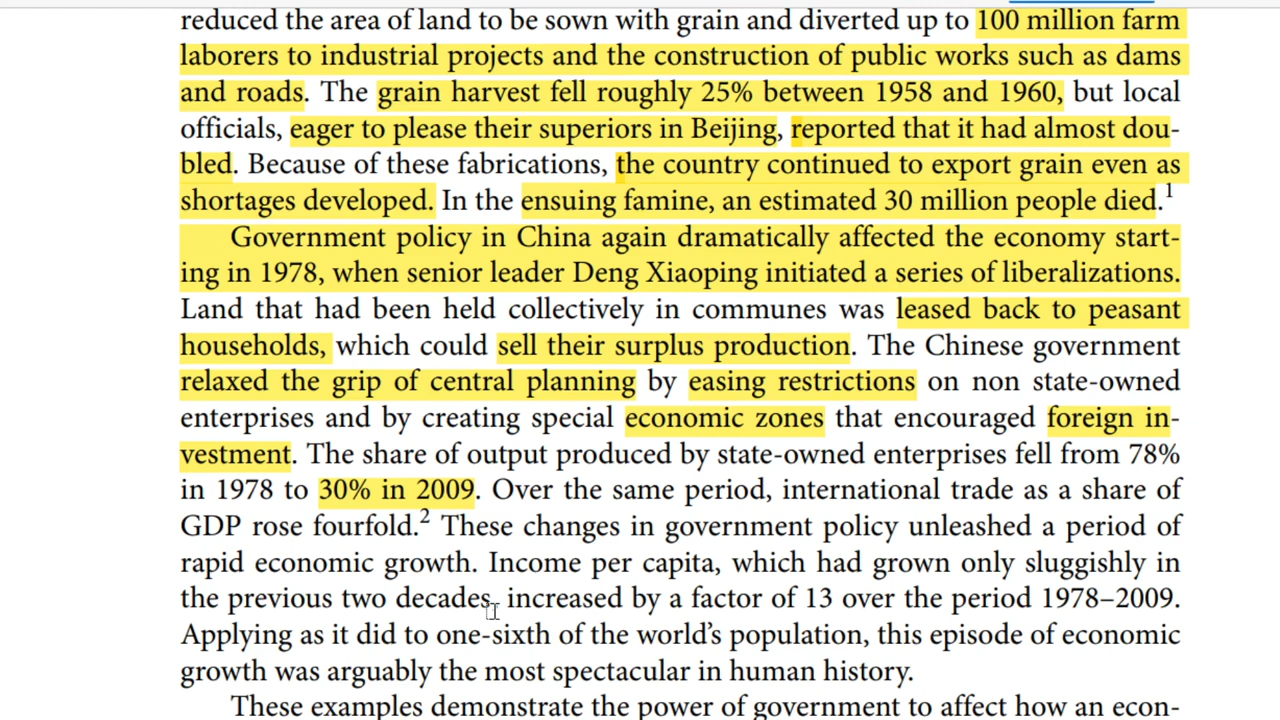 reduced the area of land to be sown with grain and diverted up to 100 million farm
laborers to industrial projects and the construction of public works such as dams
and roads. The grain harvest fell roughly 25% between 1958 and 1960, but local
officials, eager to please their superiors in Beijing, reported that it had almost dou-
bled. Because of these fabrications, the country continued to export grain even as
shortages developed. In the ensuing famine, an estimated 30 million people died.1
Government policy in China again dramatically affected the economy start-
ing in 1978, when senior leader Deng Xiaoping initiated a series of liberalizations.
Land that had been held collectively in communes was leased back to peasant
households, which could sell their surplus production. The Chinese government
relaxed the grip of central planning by easing restrictions on non state-owned
enterprises and by creating special economic zones that encouraged foreign in-
vestment. The share of output produced by state-owned enterprises fell from 78%
in 1978 to 30% in 2009. Over the same period, international trade as a share of
GDP rose fourfold.2 These changes in government policy unleashed a period of
rapid economic growth. Income per capita, which had grown only sluggishly in
the previous two decades, increased by a factor of 13 over the period 1978–2009.
Applying as it did to one-sixth of the world's population, this episode of economic
growth was arguably the most spectacular in human history.
These examples demonstrate the power of government to affect how an econ-